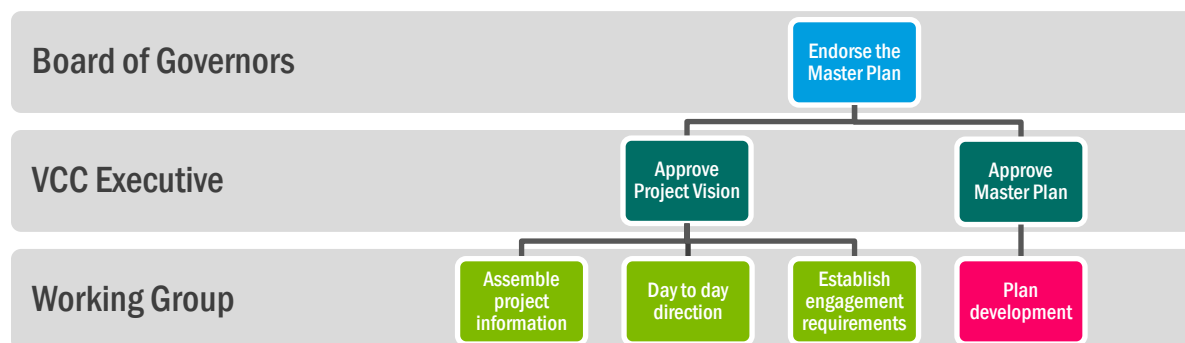 Board of Governors
Endorse the
Master Plan
VCC Executive
Approve
Project Vision
Approve
Master Plan
Working Group
Assemble
project
information
Day to day
direction
Establish
engagement
requirements
Plan
development